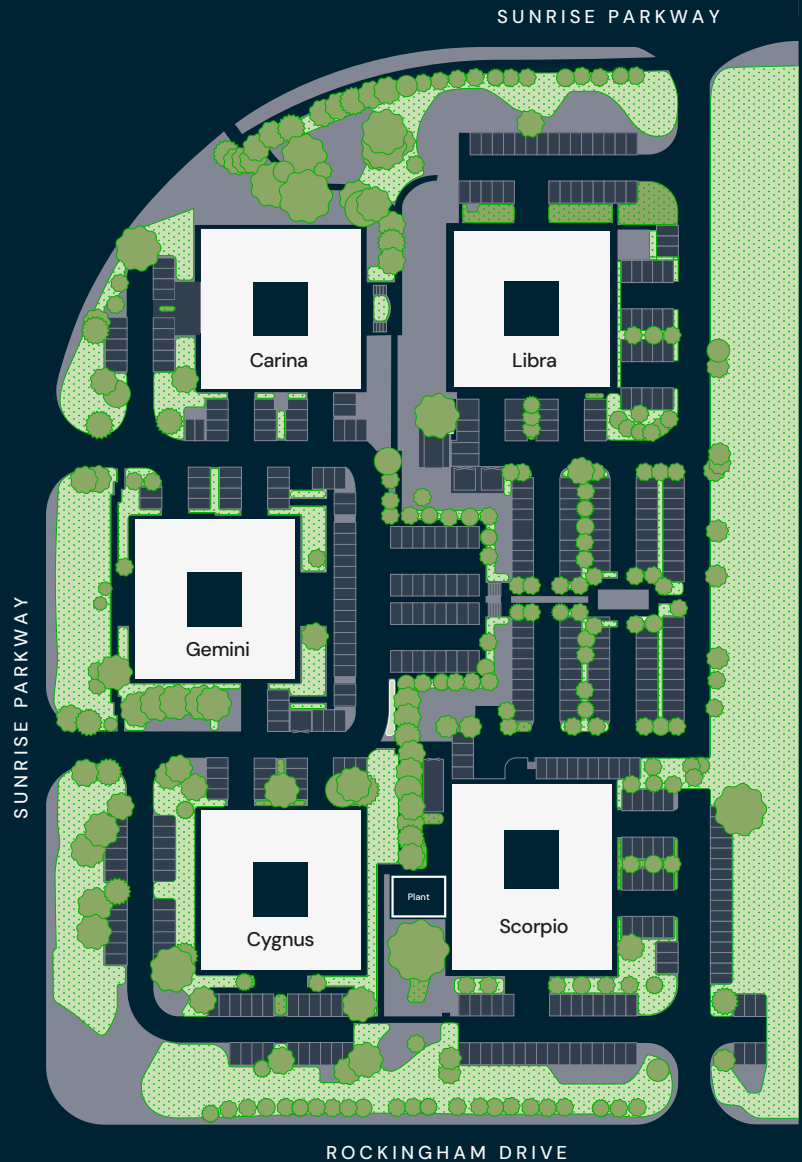 SUNRISE PARKWAY
Carina
Libra
Gemini
SUNRISE PARKWAY
Plant
Scorpio
Cygnus
ROCKINGHAM DRIVE